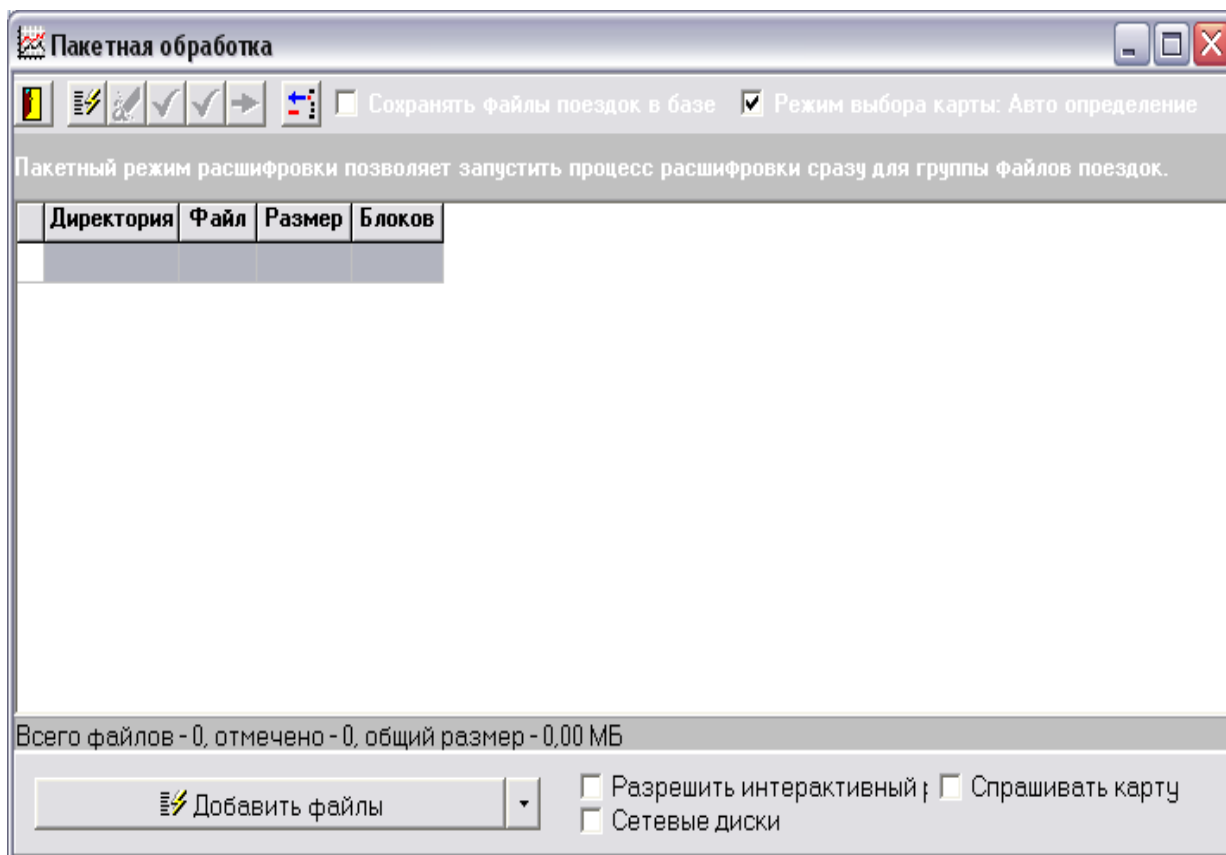 Пакетная обработка
Сохранять файлы поездок в базе Режим выбора карты: Авто определение
Пакетный режим расшифровки позволяет запустить процесс расшифровки сразу для группы файлов поездок.
Директория Файл Размер Блоков
Всего файлов - 0, отмечено - 0, общий размер - 0,00 МБ
Добавить файлы
Разрешить интерактивный Спрашивать карту
Сетевые диски